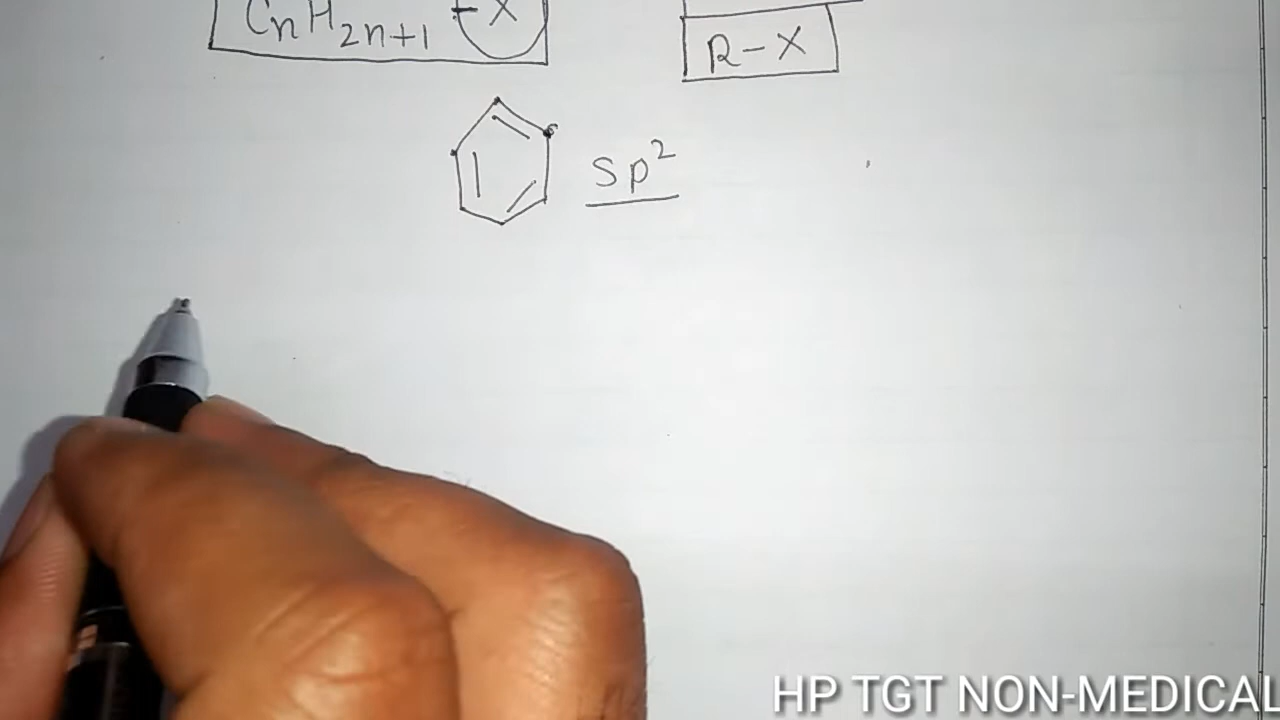 CnH2n+1 - X
R-X
sp²
HP TGT NON-MEDICAL